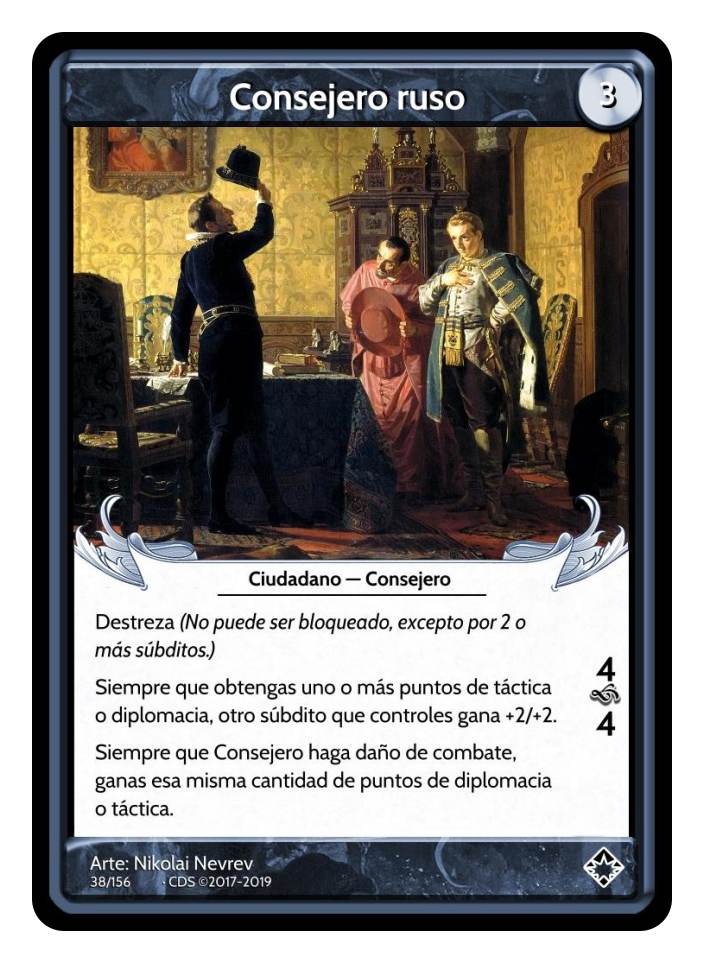 Consejero ruso
3
Ciudadano — Consejero
Destreza (No puede ser bloqueado, excepto por 2 o
más súbditos.)
Siempre que obtengas uno o más puntos de táctica
o diplomacia, otro súbdito que controles gana +2/+2.
Siempre que Consejero haga daño de combate,
ganas esa misma cantidad de puntos de diplomacia
o táctica.
4
4
Arte: Nikolai Nevrev
38/156 · CDS ©2017-2019